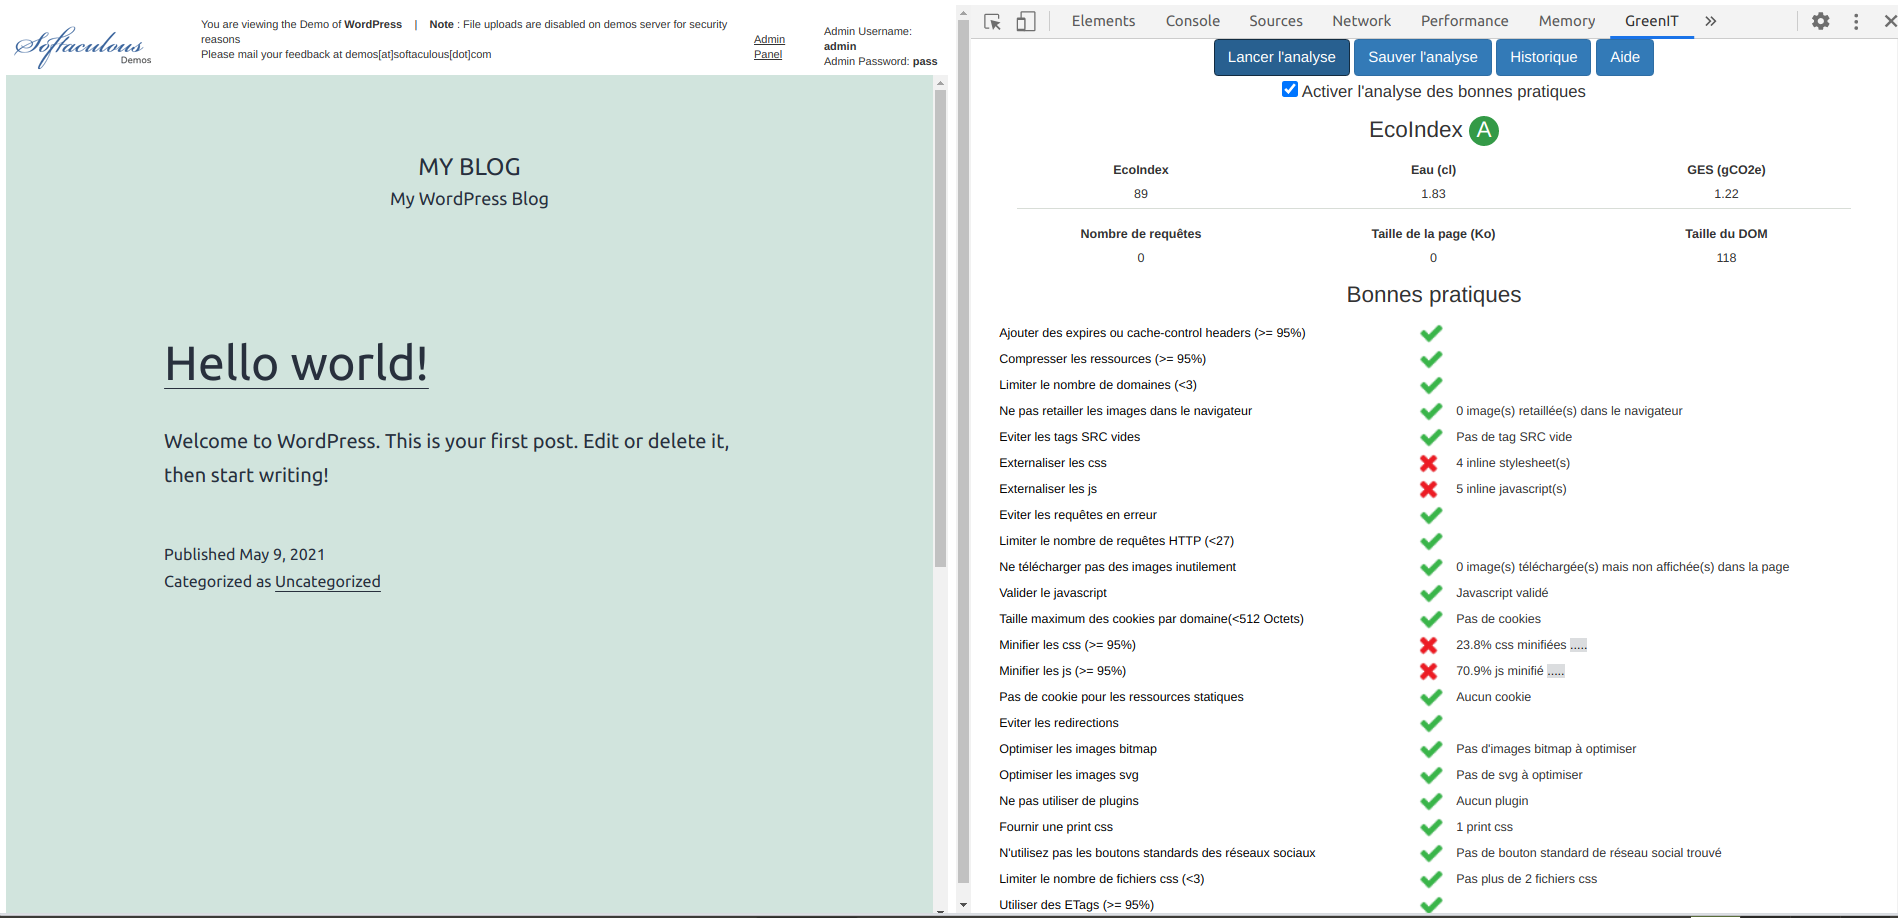 Softaculous
Demos
You are viewing the Demo of WordPress | Note : File uploads are disabled on demos server for security
reasons
Please mail your feedback at demos[at]softaculous[dot]com
Admin
Panel
Admin Username:
admin
Admin Password: pass
MY BLOG
My WordPress Blog
Hello world!
Welcome to WordPress. This is your first post. Edit or delete it,
then start writing!
Published May 9, 2021
Categorized as Uncategorized
Elements Console Sources Network Performance Memory GreenIT »
Lancer l'analyse Sauver l'analyse Historique Aide
Activer l'analyse des bonnes pratiques
EcoIndex A
EcoIndex Eau (cl) GES (gCO2e)
89 1.83 1.22
Nombre de requêtes Taille de la page (Ko) Taille du DOM
0 0 118
Bonnes pratiques
Ajouter des expires ou cache-control headers (>= 95%)
Compresser les ressources (>= 95%)
Limiter le nombre de domaines (<3)
Ne pas retailler les images dans le navigateur 0 image(s) retaillée(s) dans le navigateur
Eviter les tags SRC vides Pas de tag SRC vide
Externaliser les css 4 inline stylesheet(s)
Externaliser les js 5 inline javascript(s)
Eviter les requêtes en erreur
Limiter le nombre de requêtes HTTP (<27)
Ne télécharger pas des images inutilement 0 image(s) téléchargée(s) mais non affichée(s) dans la page
Valider le javascript Javascript validé
Taille maximum des cookies par domaine(<512 Octets) Pas de cookies
Minifier les css (>= 95%) 23.8% css minifiées .....
Minifier les js (>= 95%) 70.9% js minifié .....
Pas de cookie pour les ressources statiques Aucun cookie
Eviter les redirections
Optimiser les images bitmap Pas d'images bitmap à optimiser
Optimiser les images svg Pas de svg à optimiser
Ne pas utiliser de plugins Aucun plugin
Fournir une print css 1 print css
N'utilisez pas les boutons standards des réseaux sociaux Pas de bouton standard de réseau social trouvé
Limiter le nombre de fichiers css (<3) Pas plus de 2 fichiers css
Utiliser des ETags (>= 95%)